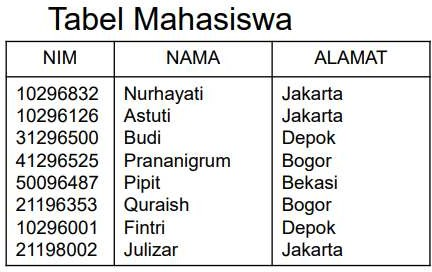 Tabel Mahasiswa
NIM NAMA ALAMAT
10296832 Nurhayati Jakarta
10296126 Astuti Jakarta
31296500 Budi Depok
41296525 Prananigrum Bogor
50096487 Pipit Bekasi
21196353 Quraish Bogor
10296001 Fintri Depok
21198002 Julizar Jakarta